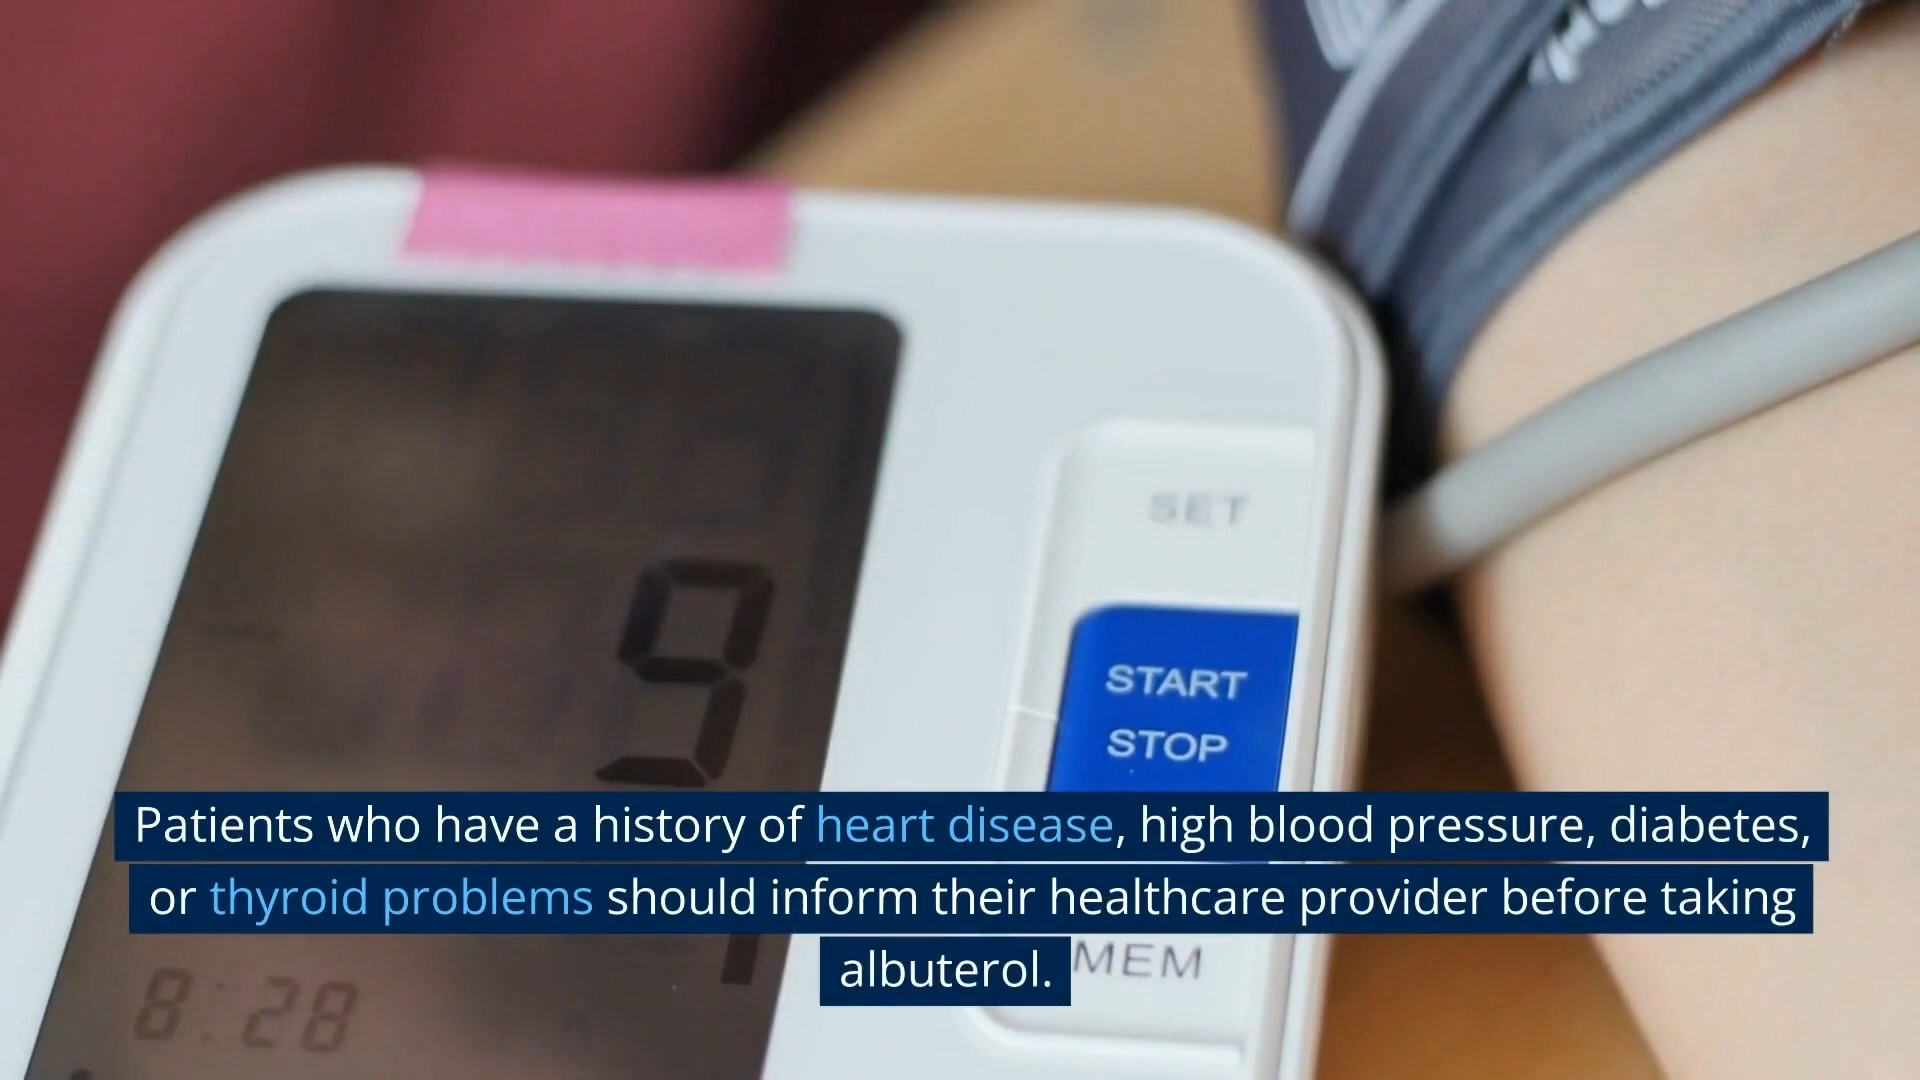 SET
START
STOP
9
Patients who have a history of heart disease, high blood pressure, diabetes,
or thyroid problems should inform their healthcare provider before taking
albuterol.
MEM
8:28